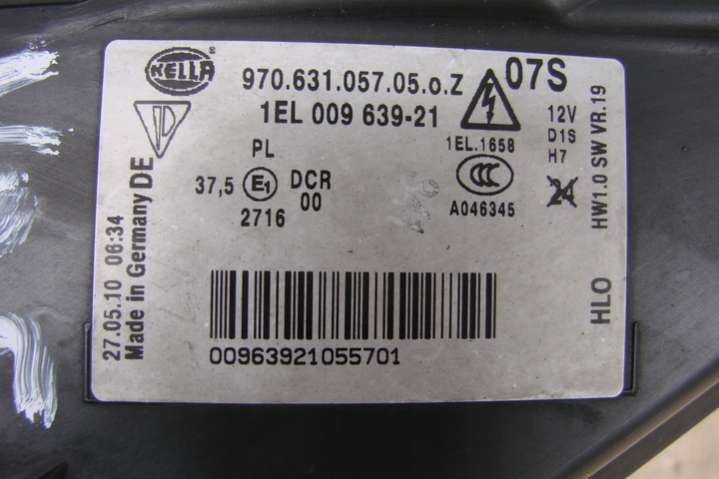 HELLA
970.631.057.05.o.Z
07S
1EL 009 639-21
12V
D1S
H7
24
PL
1EL.1658
37,5
E1
DCR
00
2716
CCC
A046345
27.05.10 06:34
Made in Germany DE
HW1.0 SW VR.19
HLO
00963921055701